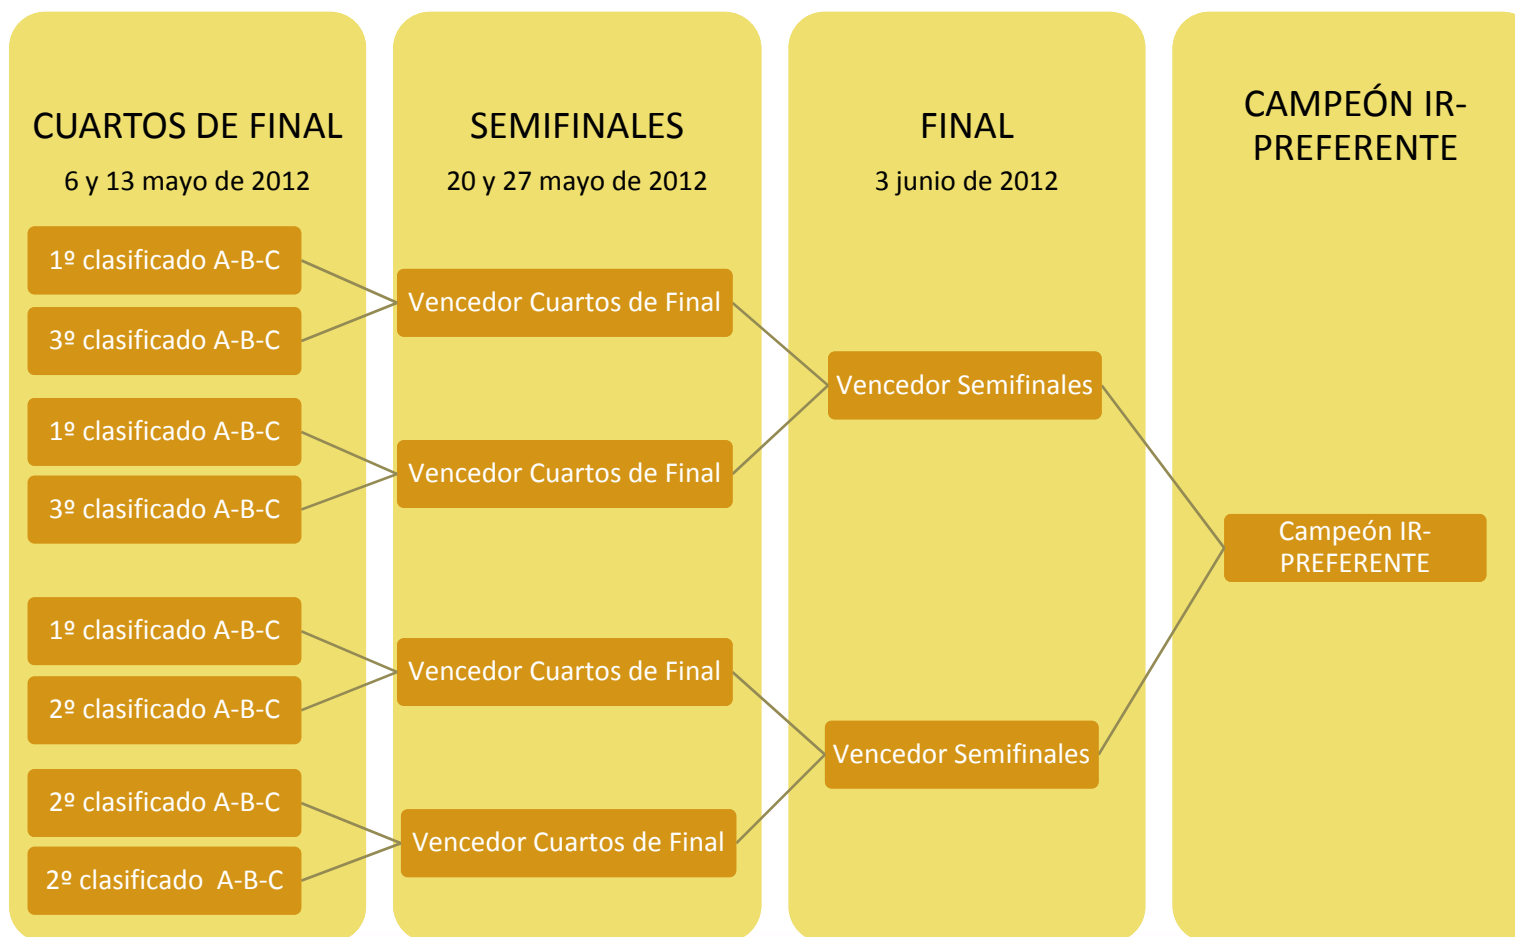 CUARTOS DE FINAL
6 y 13 mayo de 2012
1º clasificado A-B-C
3º clasificado A-B-C
1º clasificado A-B-C
3º clasificado A-B-C
1º clasificado A-B-C
2º clasificado A-B-C
2º clasificado A-B-C
2º clasificado A-B-C
SEMIFINALES
20 y 27 mayo de 2012
Vencedor Cuartos de Final
Vencedor Cuartos de Final
Vencedor Cuartos de Final
Vencedor Cuartos de Final
FINAL
3 junio de 2012
Vencedor Semifinales
Vencedor Semifinales
CAMPEÓN IR-
PREFERENTE
Campeón IR-
PREFERENTE